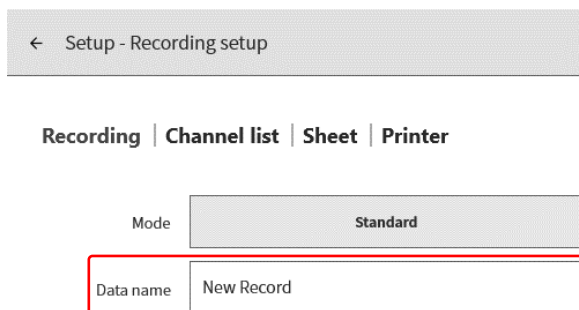 ← Setup - Recording setup
Recording | Channel list | Sheet | Printer
Mode Standard
Data name New Record